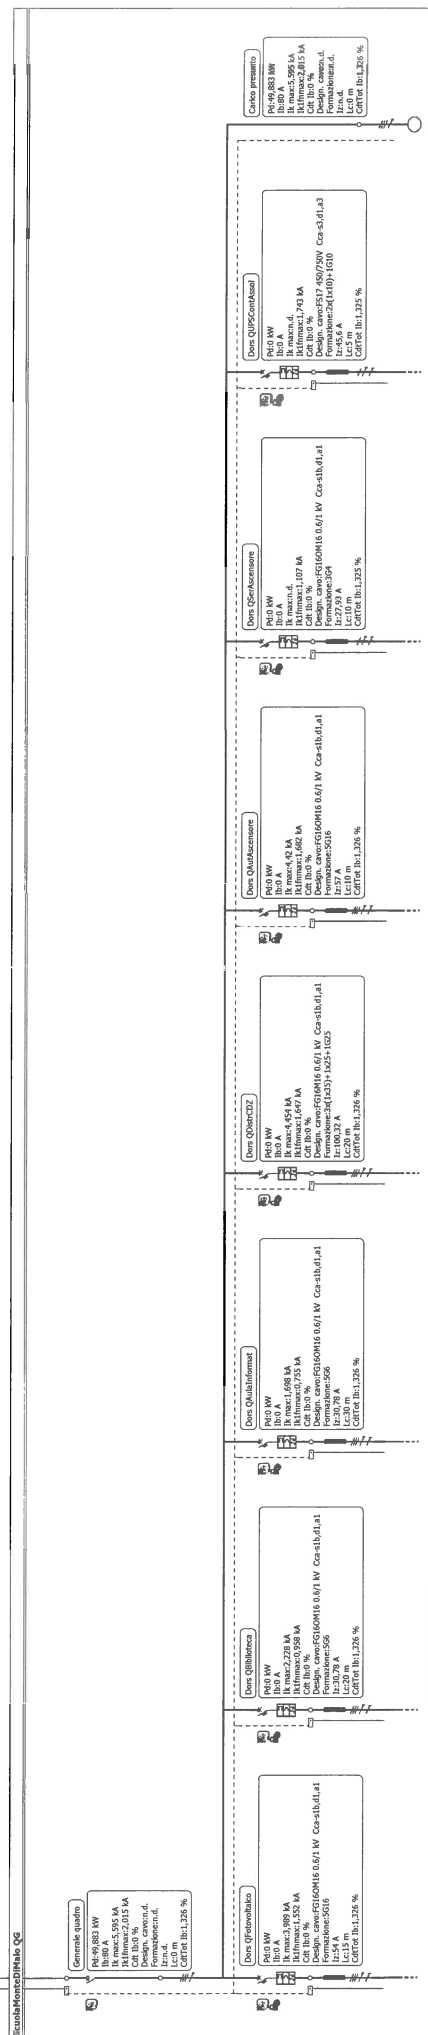 ScuolaMonteDiMalo QG
Generale quadro
Pd:49,883 kW
Ib:80 A
Ik max:5,595 kA
Ik1fnmax:2,015 kA
Cdt Ib:0 %
Design. cavo:n.d.
Formazione:n.d.
Iz:n.d.
Lc:0 m
CdtTot Ib:1,326 %
Dors QFotovoltaico
Pd:0 kW
Ib:0 A
Ik max:3,989 kA
Ik1fnmax:1,552 kA
Cdt Ib:0 %
Design. cavo:FG16OM16 0.6/1 kV Cca-s1b,d1,a1
Formazione:5G16
Iz:54 A
Lc:15 m
CdtTot Ib:1,326 %
Dors QBiblioteca
Pd:0 kW
Ib:0 A
Ik max:2,228 kA
Ik1fnmax:0,958 kA
Cdt Ib:0 %
Design. cavo:FG16OM16 0.6/1 kV Cca-s1b,d1,a1
Formazione:5G6
Iz:30,78 A
Lc:20 m
CdtTot Ib:1,326 %
Dors QAulaInformat
Pd:0 kW
Ib:0 A
Ik max:1,698 kA
Ik1fnmax:0,755 kA
Cdt Ib:0 %
Design. cavo:FG16OM16 0.6/1 kV Cca-s1b,d1,a1
Formazione:5G6
Iz:30,78 A
Lc:30 m
CdtTot Ib:1,326 %
Dors QDistrCDZ
Pd:0 kW
Ib:0 A
Ik max:4,454 kA
Ik1fnmax:1,647 kA
Cdt Ib:0 %
Design. cavo:FG16M16 0.6/1 kV Cca-s1b,d1,a1
Formazione:3x(1x35)+1x25+1G25
Iz:100,32 A
Lc:20 m
CdtTot Ib:1,326 %
Dors QAutAscensore
Pd:0 kW
Ib:0 A
Ik max:4,42 kA
Ik1fnmax:1,682 kA
Cdt Ib:0 %
Design. cavo:FG16OM16 0.6/1 kV Cca-s1b,d1,a1
Formazione:5G16
Iz:57 A
Lc:10 m
CdtTot Ib:1,326 %
Dors QSerAscensore
Pd:0 kW
Ib:0 A
Ik max:n.d.
Ik1fnmax:1,107 kA
Cdt Ib:0 %
Design. cavo:FG16OM16 0.6/1 kV Cca-s1b,d1,a1
Formazione:3G4
Iz:27,93 A
Lc:10 m
CdtTot Ib:1,325 %
Dors QUPSContAssol
Pd:0 kW
Ib:0 A
Ik max:n.d.
Ik1fnmax:1,743 kA
Cdt Ib:0 %
Design. cavo:FS17 450/750V Cca-s3,d1,a3
Formazione:2x(1x10)+1G10
Iz:45,6 A
Lc:5 m
CdtTot Ib:1,325 %
Carico presunto
Pd:49,883 kW
Ib:80 A
Ik max:5,595 kA
Ik1fnmax:2,015 kA
Cdt Ib:0 %
Design. cavo:n.d.
Formazione:n.d.
Iz:n.d.
Lc:0 m
CdtTot Ib:1,326 %